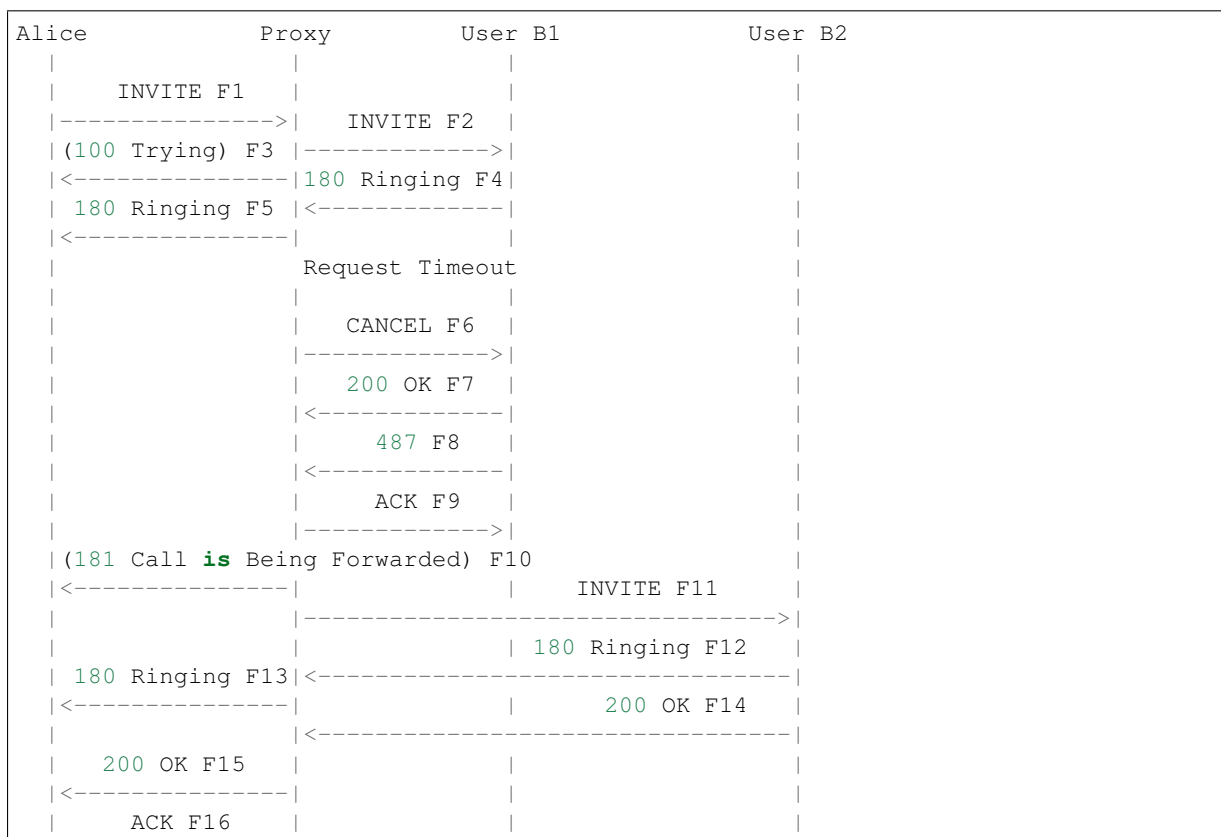 Alice Proxy User B1 User B2
| | | |
| INVITE F1 | | |
|--------------->| INVITE F2 | |
|(100 Trying) F3 |------------->| |
|<---------------|180 Ringing F4| |
| 180 Ringing F5 |<-------------| |
|<---------------| | |
| Request Timeout |
| | | |
| | CANCEL F6 | |
| |------------->| |
| | 200 OK F7 | |
| |<-------------| |
| | 487 F8 | |
| |<-------------| |
| | ACK F9 | |
| |------------->| |
|(181 Call is Being Forwarded) F10 |
|<---------------| | INVITE F11 |
| |-------------------------------->|
| | | 180 Ringing F12 |
| 180 Ringing F13|<--------------------------------|
|<---------------| | 200 OK F14 |
| |<--------------------------------|
| 200 OK F15 | | |
|<---------------| | |
| ACK F16 | | |